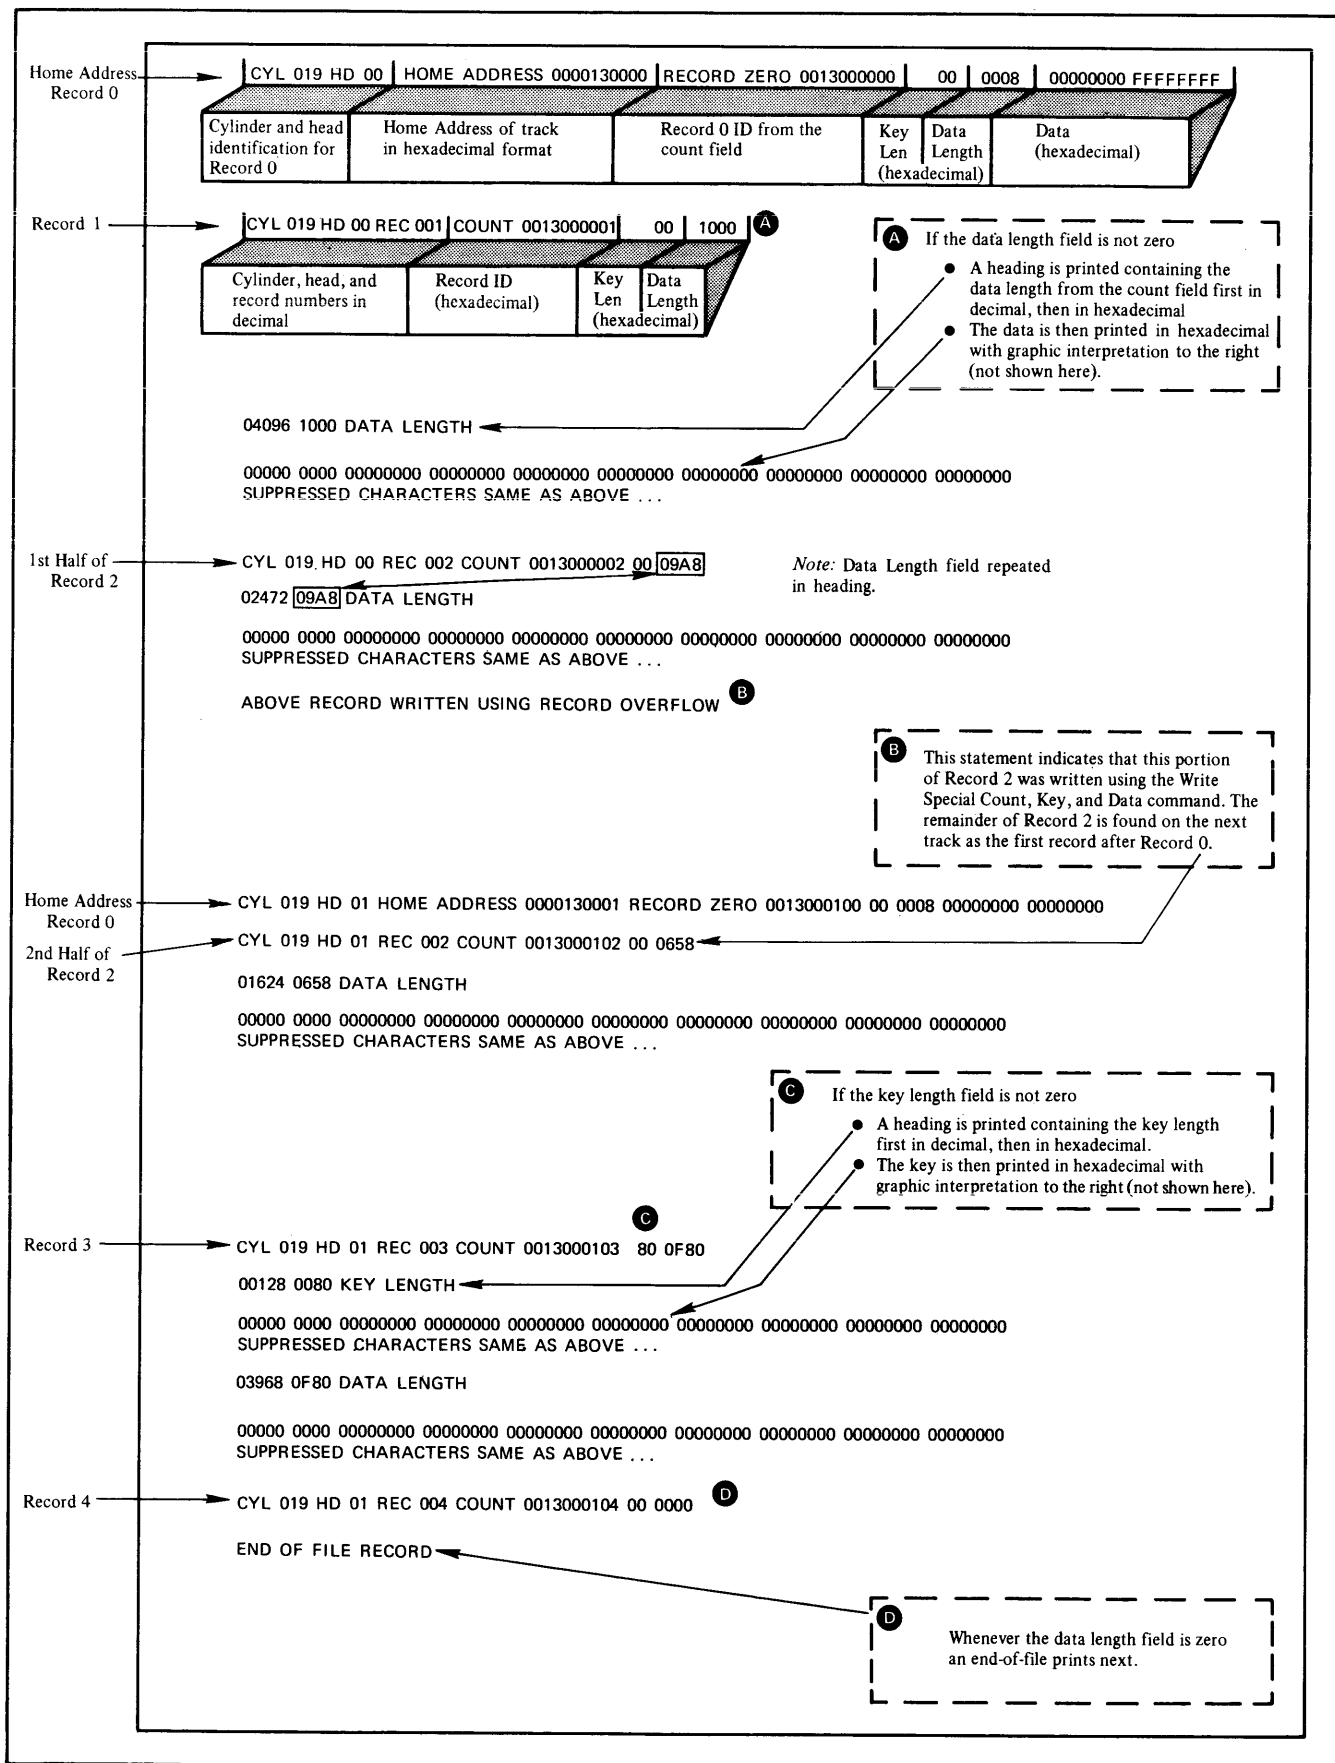 Home Address
Record 0
CYL 019 HD 00 HOME ADDRESS 0000130000 RECORD ZERO 0013000000 00 0008 00000000 FFFFFFFF
Cylinder and head
identification for
Record 0
Home Address of track
in hexadecimal format
Record 0 ID from the
count field
Key
Len
Data
Length
(hexadecimal)
Data
(hexadecimal)
Record 1
CYL 019 HD 00 REC 001 COUNT 0013000001 00 1000 A
Cylinder, head, and
record numbers in
decimal
Record ID
(hexadecimal)
Key
Len
Data
Length
(hexadecimal)
A If the data length field is not zero
● A heading is printed containing the
data length from the count field first in
decimal, then in hexadecimal
● The data is then printed in hexadecimal
with graphic interpretation to the right
(not shown here).
04096 1000 DATA LENGTH
00000 0000 00000000 00000000 00000000 00000000 00000000 00000000 00000000 00000000
SUPPRESSED CHARACTERS SAME AS ABOVE ...
1st Half of
Record 2
CYL 019 HD 00 REC 002 COUNT 0013000002 00 09A8
Note: Data Length field repeated
in heading.
02472 09A8 DATA LENGTH
00000 0000 00000000 00000000 00000000 00000000 00000000 00000000 00000000 00000000
SUPPRESSED CHARACTERS SAME AS ABOVE ...
ABOVE RECORD WRITTEN USING RECORD OVERFLOW B
B This statement indicates that this portion
of Record 2 was written using the Write
Special Count, Key, and Data command. The
remainder of Record 2 is found on the next
track as the first record after Record 0.
Home Address
Record 0
CYL 019 HD 01 HOME ADDRESS 0000130001 RECORD ZERO 0013000100 00 0008 00000000 00000000
2nd Half of
Record 2
CYL 019 HD 01 REC 002 COUNT 0013000102 00 0658
01624 0658 DATA LENGTH
00000 0000 00000000 00000000 00000000 00000000 00000000 00000000 00000000 00000000
SUPPRESSED CHARACTERS SAME AS ABOVE ...
C If the key length field is not zero
● A heading is printed containing the key length
first in decimal, then in hexadecimal.
● The key is then printed in hexadecimal with
graphic interpretation to the right (not shown here).
C
Record 3
CYL 019 HD 01 REC 003 COUNT 0013000103 80 0F80
00128 0080 KEY LENGTH
00000 0000 00000000 00000000 00000000 00000000 00000000 00000000 00000000 00000000
SUPPRESSED CHARACTERS SAME AS ABOVE ...
03968 0F80 DATA LENGTH
00000 0000 00000000 00000000 00000000 00000000 00000000 00000000 00000000 00000000
SUPPRESSED CHARACTERS SAME AS ABOVE ...
Record 4
CYL 019 HD 01 REC 004 COUNT 0013000104 00 0000 D
END OF FILE RECORD
D
Whenever the data length field is zero
an end-of-file prints next.